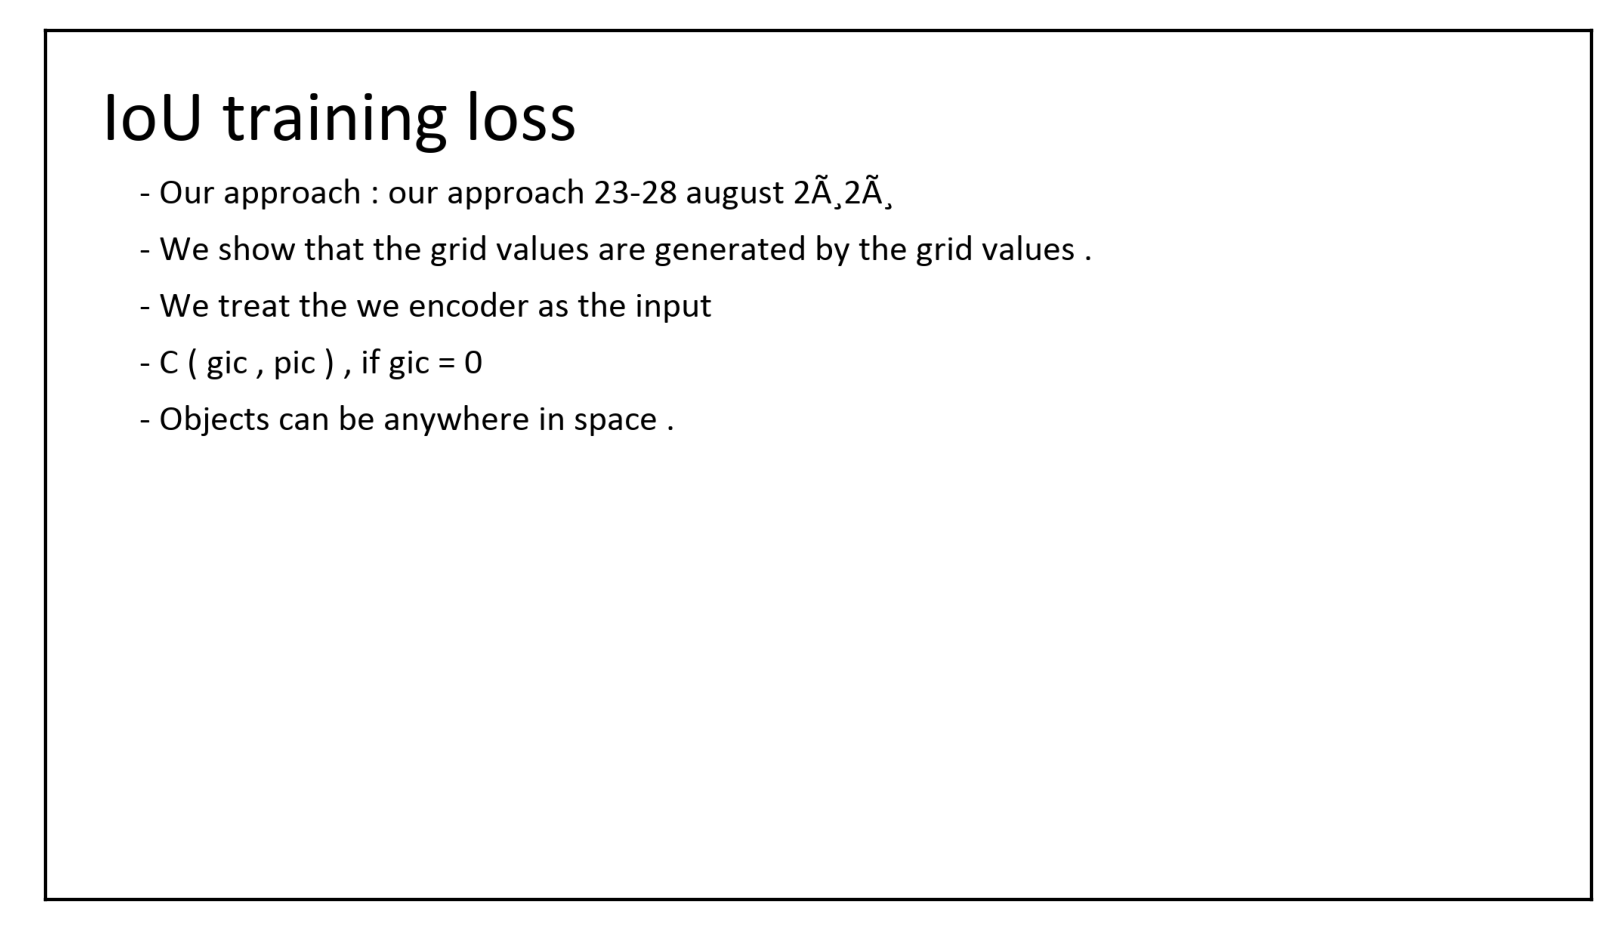 IoU training loss
- Our approach : our approach 23-28 august 2Ã¸2Ã¸
- We show that the grid values are generated by the grid values .
- We treat the we encoder as the input
- C ( gic , pic ) , if gic = 0
- Objects can be anywhere in space .